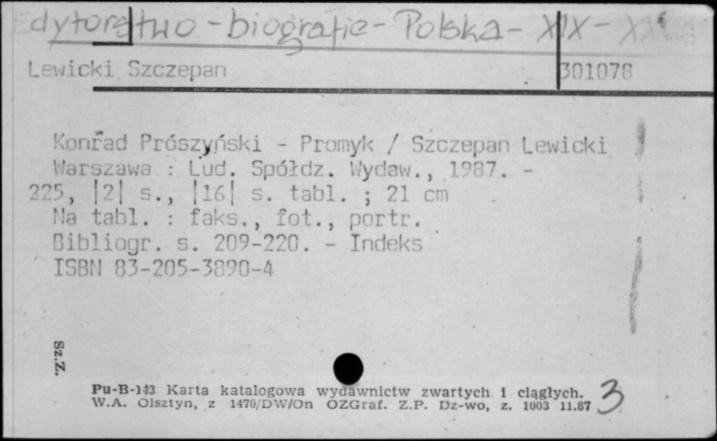 dytorstwo - biografie - Polska - XIX - XX
Lewicki Szczepan
301078
Konrad Prószyński - Promyk / Szczepan Lewicki
Warszawa : Lud. Spółdz. Wydaw., 1987. -
225, |2| s., |16| s. tabl. ; 21 cm
Na tabl. : faks., fot., portr.
Bibliogr. s. 209-220. - Indeks
ISBN 83-205-3890-4
Sz.Z.
Pu-B-143 Karta katalogowa wydawnictw zwartych i ciągłych.
W.A. Olsztyn, z 1470/DW/On OZGraf. Z.P. Dz-wo, z. 1003 11.87
3